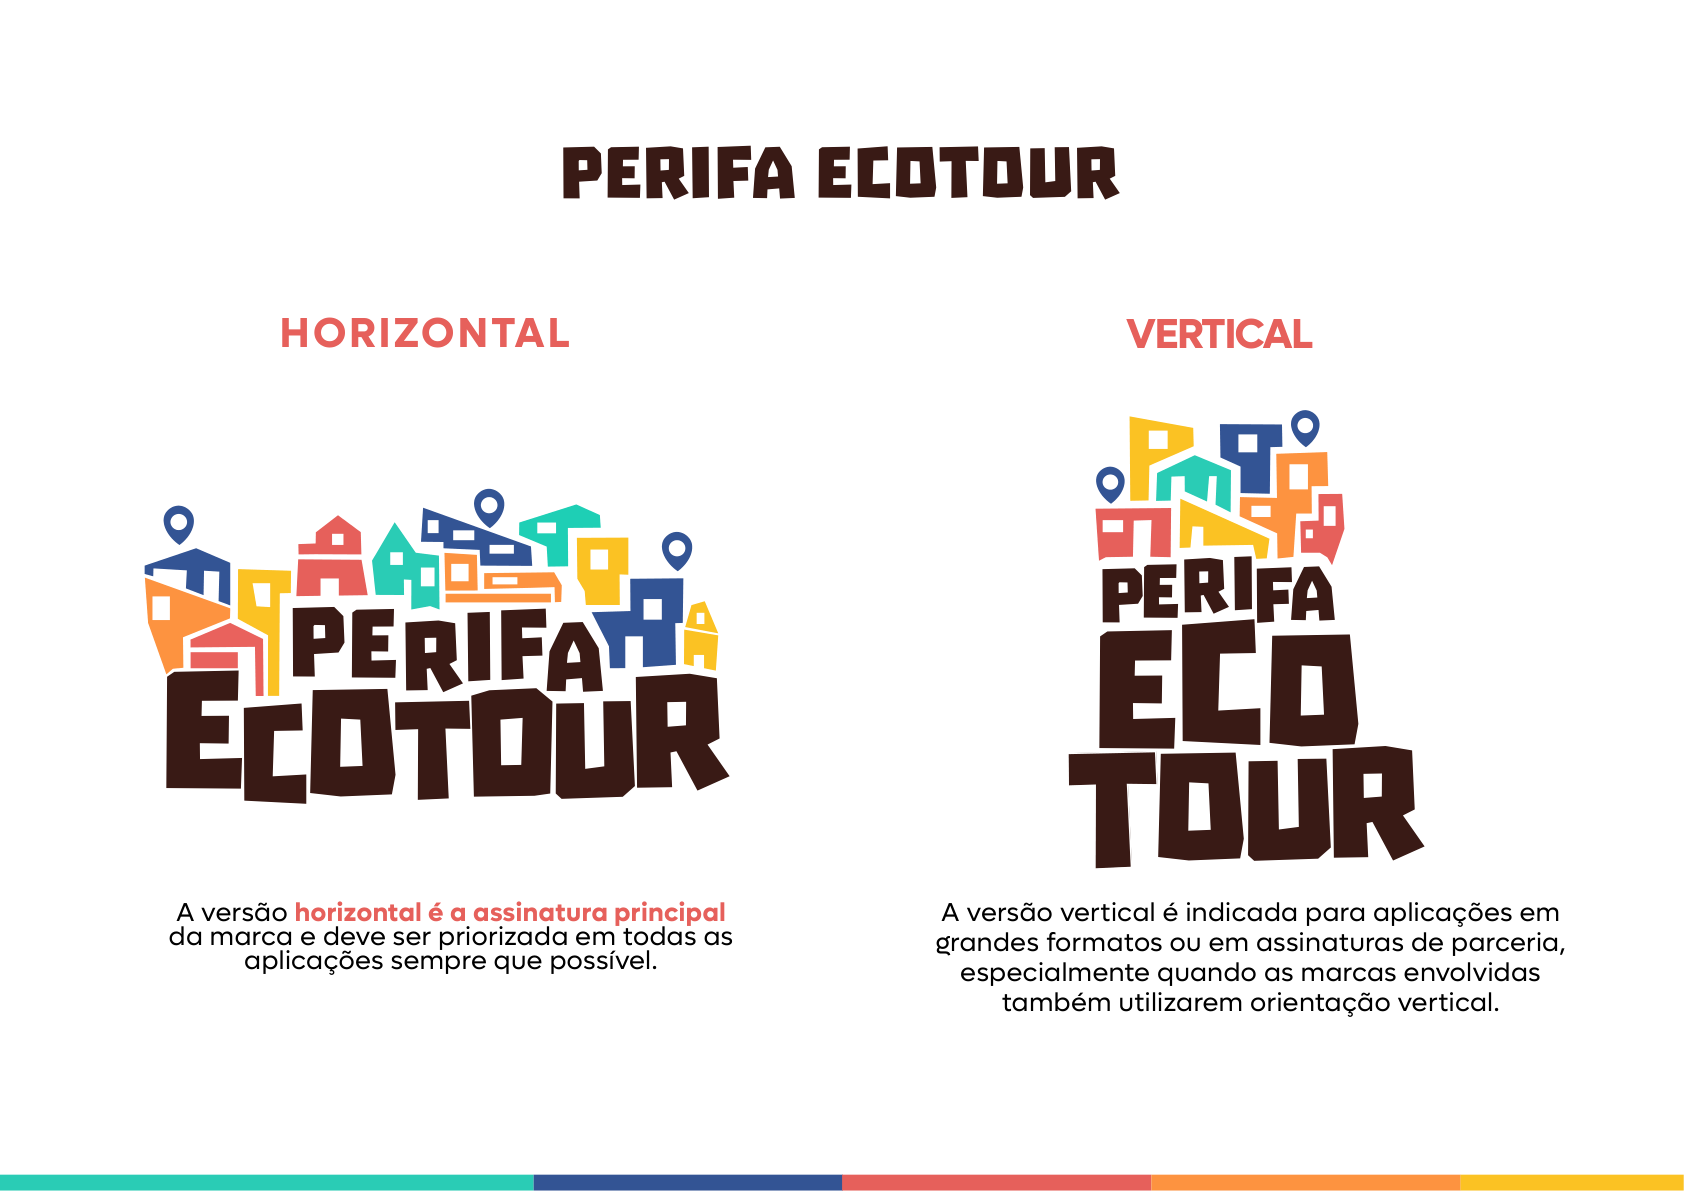 PERIFA ECOTOUR
HORIZONTAL
PERIFA
ECOTOUR
A versão horizontal é a assinatura principal
da marca e deve ser priorizada em todas as
aplicações sempre que possível.
VERTICAL
PERIFA
ECO
TOUR
A versão vertical é indicada para aplicações em
grandes formatos ou em assinaturas de parceria,
especialmente quando as marcas envolvidas
também utilizarem orientação vertical.